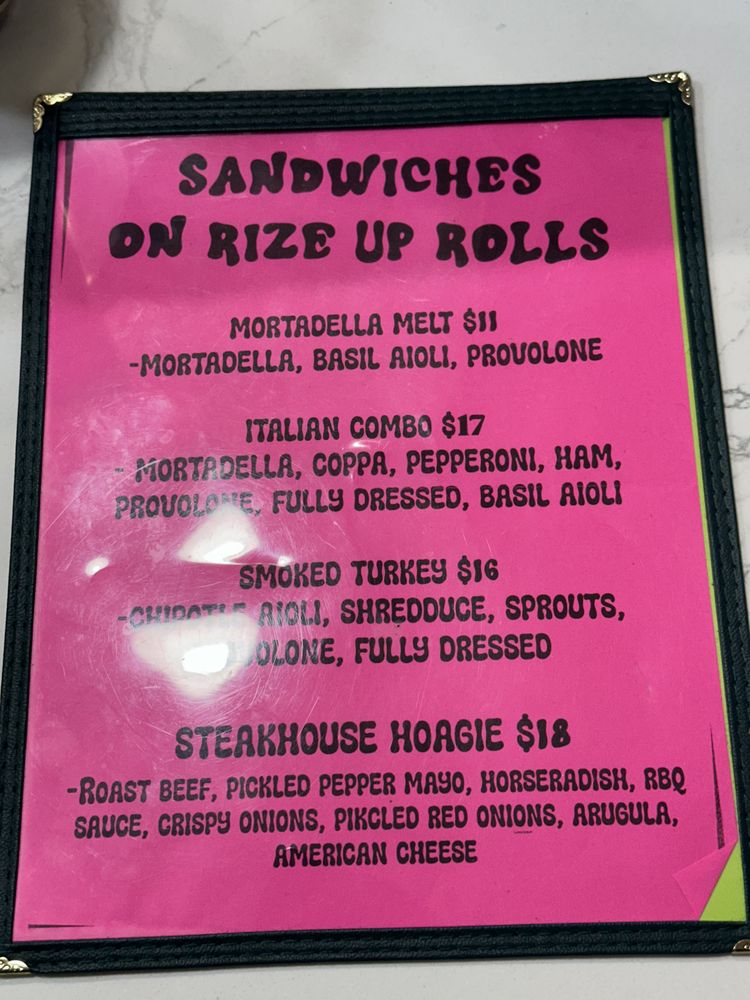 SANDWICHES
ON RIZE UP ROLLS
MORTADELLA MELT $11
-MORTADELLA, BASIL AIOLI, PROVOLONE
ITALIAN COMBO $17
- MORTADELLA, COPPA, PEPPERONI, HAM,
PROVOLONE, FULLY DRESSED, BASIL AIOLI
SMOKED TURKEY $16
-CHIPOTLE AIOLI, SHREDDUCE, SPROUTS,
FULLY DRESSED
STEAKHOUSE HOAGIE $18
-ROAST BEEF, PICKLED PEPPER MAYO, HORSERADISH, RBQ
SAUCE, CRISPY ONIONS, PIKCLED RED ONIONS, ARUGULA,
AMERICAN CHEESE